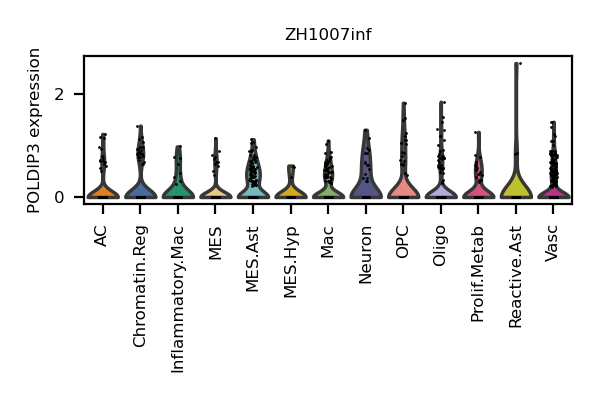 ZH1007inf
POLDIP3 expression
2
0
AC
Chromatin.Reg
Inflammatory.Mac
MES
MES.Ast
MES.Hyp
Mac
Neuron
OPC
Oligo
Prolif.Metab
Reactive.Ast
Vasc